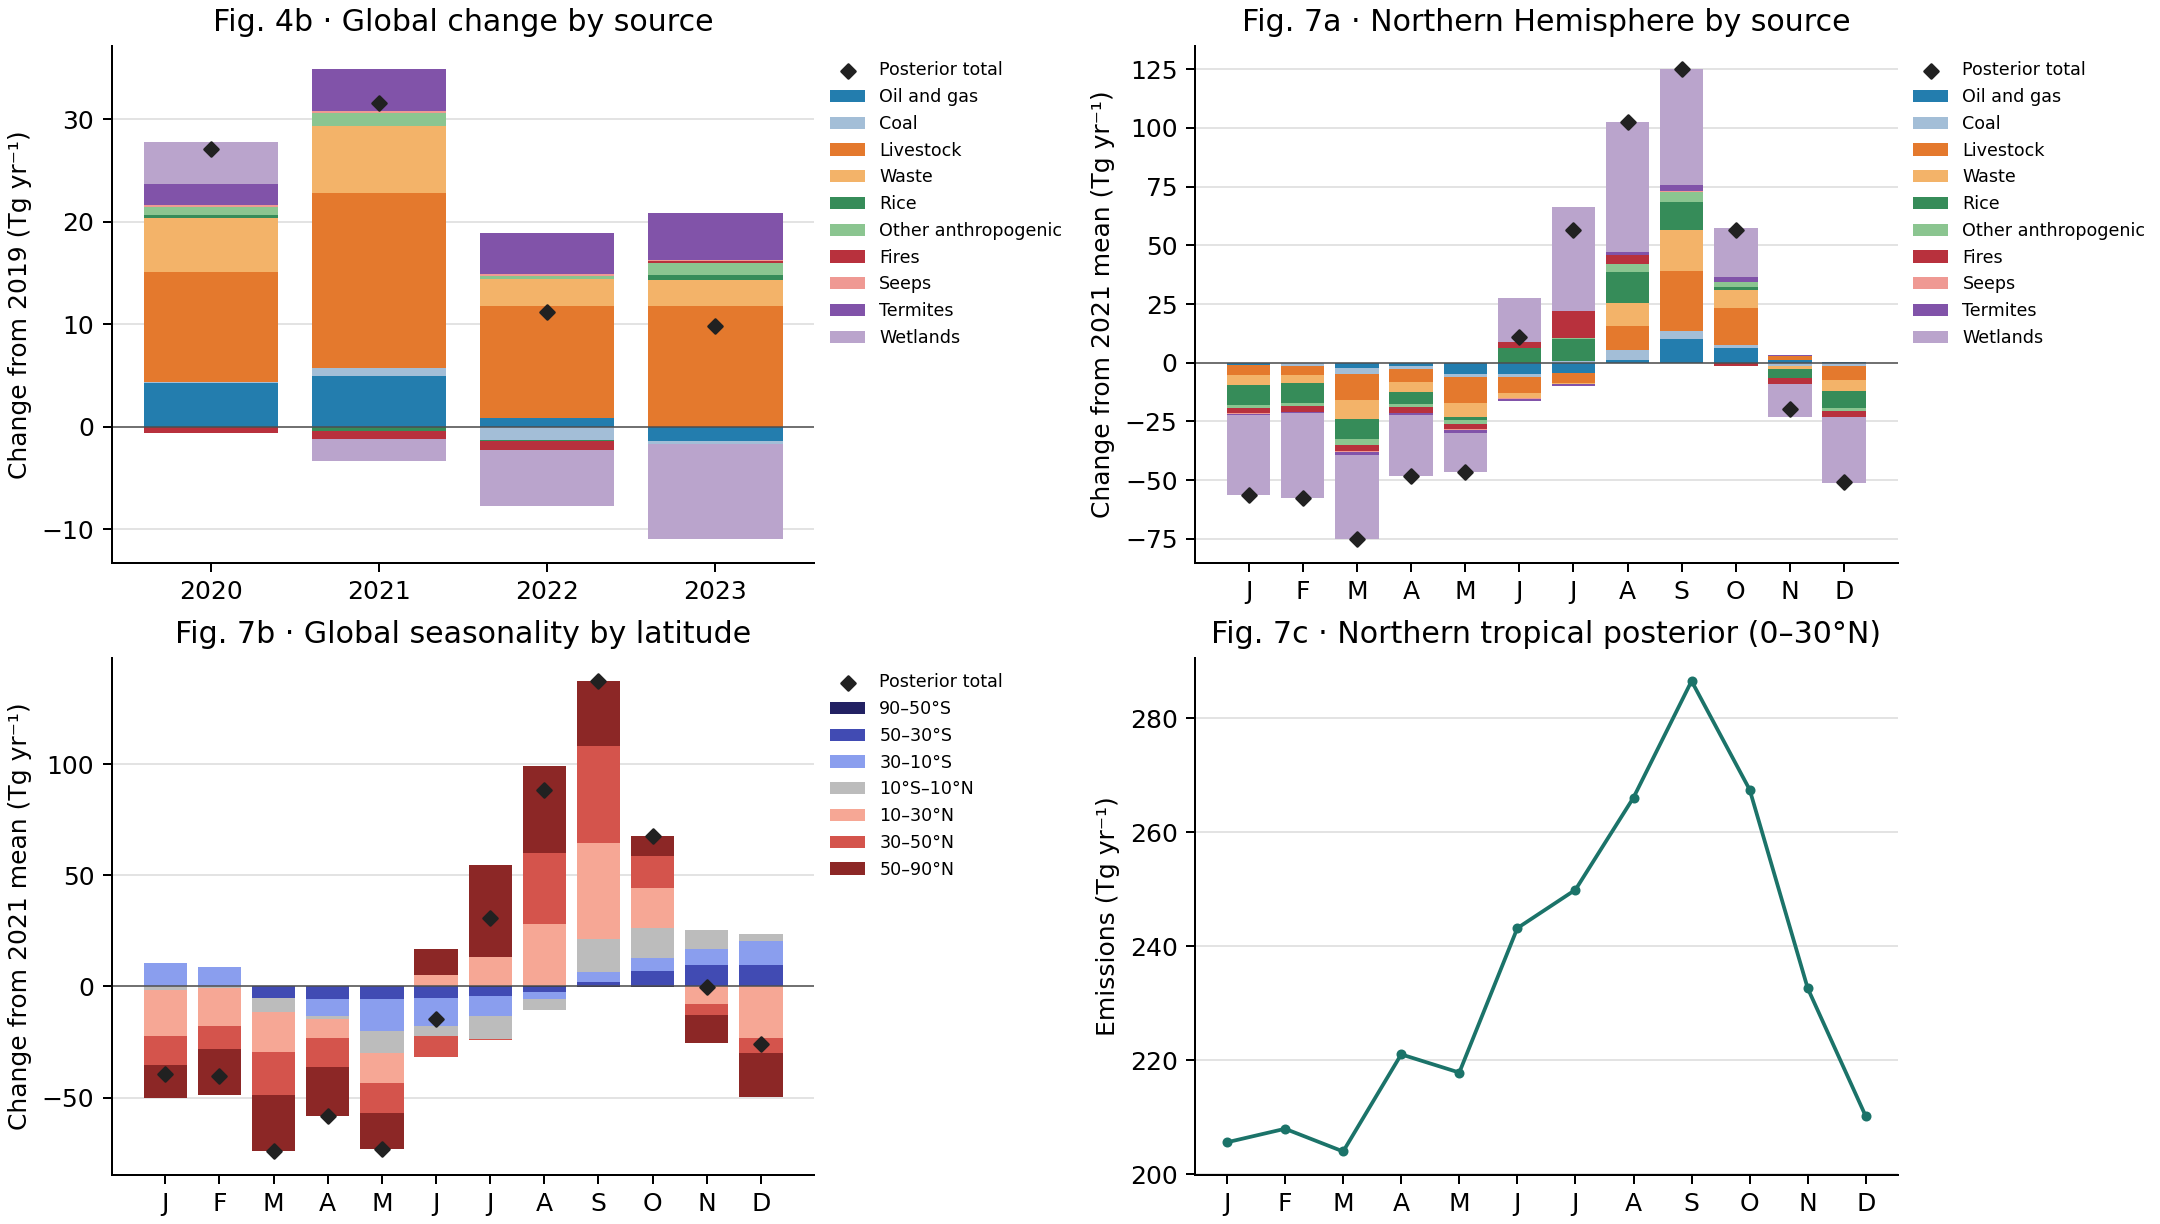 Fig. 4b · Global change by source
Change from 2019 (Tg yr⁻¹)
30
20
10
0
−10
2020 2021 2022 2023
Posterior total
Oil and gas
Coal
Livestock
Waste
Rice
Other anthropogenic
Fires
Seeps
Termites
Wetlands
Fig. 7a · Northern Hemisphere by source
Change from 2021 mean (Tg yr⁻¹)
125
100
75
50
25
0
−25
−50
−75
J F M A M J J A S O N D
Posterior total
Oil and gas
Coal
Livestock
Waste
Rice
Other anthropogenic
Fires
Seeps
Termites
Wetlands
Fig. 7b · Global seasonality by latitude
Change from 2021 mean (Tg yr⁻¹)
100
50
0
−50
J F M A M J J A S O N D
Posterior total
90–50°S
50–30°S
30–10°S
10°S–10°N
10–30°N
30–50°N
50–90°N
Fig. 7c · Northern tropical posterior (0–30°N)
Emissions (Tg yr⁻¹)
280
260
240
220
200
J F M A M J J A S O N D